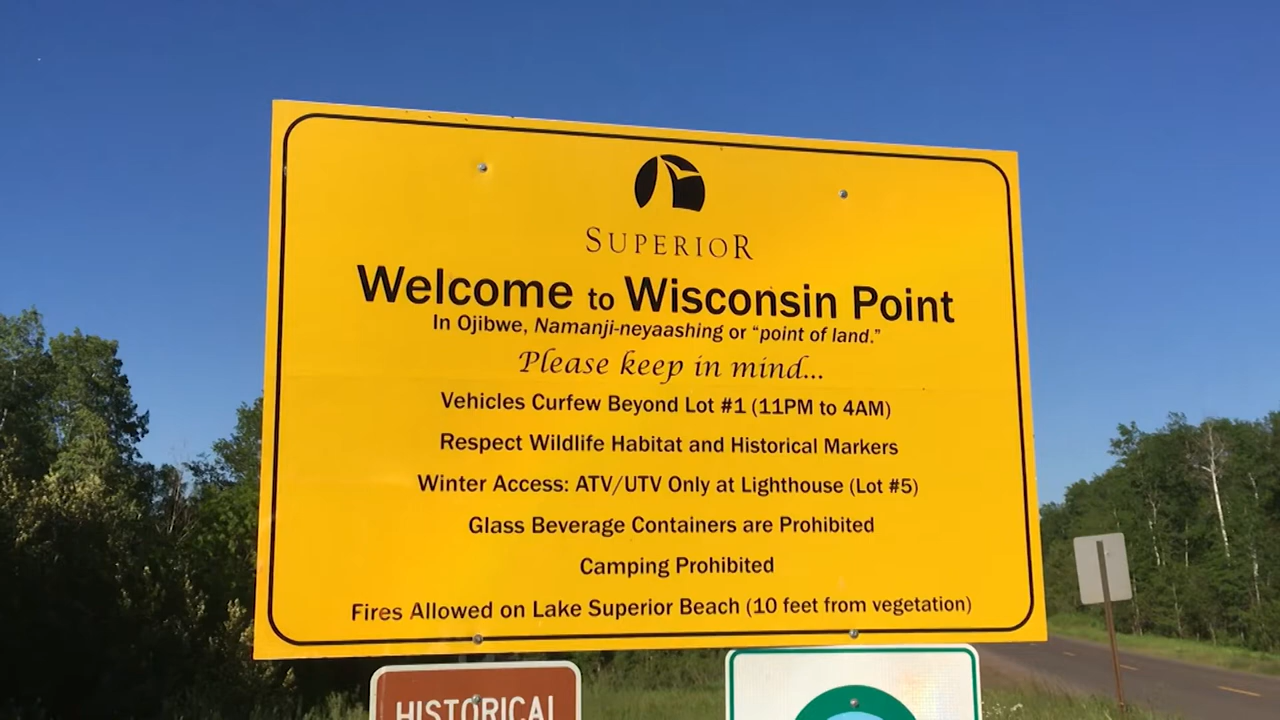 SUPERIOR
Welcome to Wisconsin Point
In Ojibwe, Namanji-neyaashing or “point of land.”
Please keep in mind...
Vehicles Curfew Beyond Lot #1 (11PM to 4AM)
Respect Wildlife Habitat and Historical Markers
Winter Access: ATV/UTV Only at Lighthouse (Lot #5)
Glass Beverage Containers are Prohibited
Camping Prohibited
Fires Allowed on Lake Superior Beach (10 feet from vegetation)
HISTORICAL